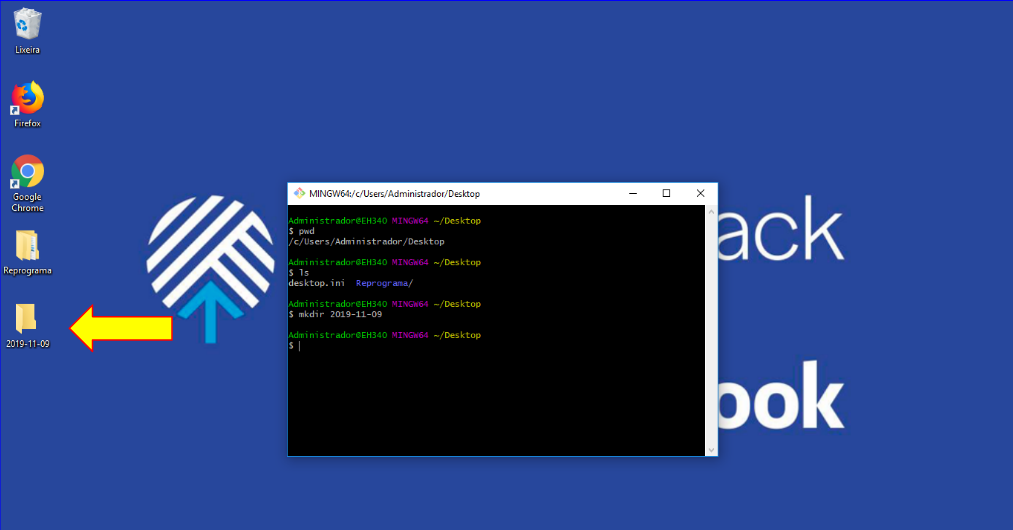 Lixeira
Firefox
Google
Chrome
Reprograma
2019-11-09
MINGW64:/c/Users/Administrador/Desktop
Administrador@EH340 MINGW64 ~/Desktop
$ pwd
/c/Users/Administrador/Desktop
Administrador@EH340 MINGW64 ~/Desktop
$ ls
desktop.ini  Reprograma/
Administrador@EH340 MINGW64 ~/Desktop
$ mkdir 2019-11-09
Administrador@EH340 MINGW64 ~/Desktop
$
ack
ook